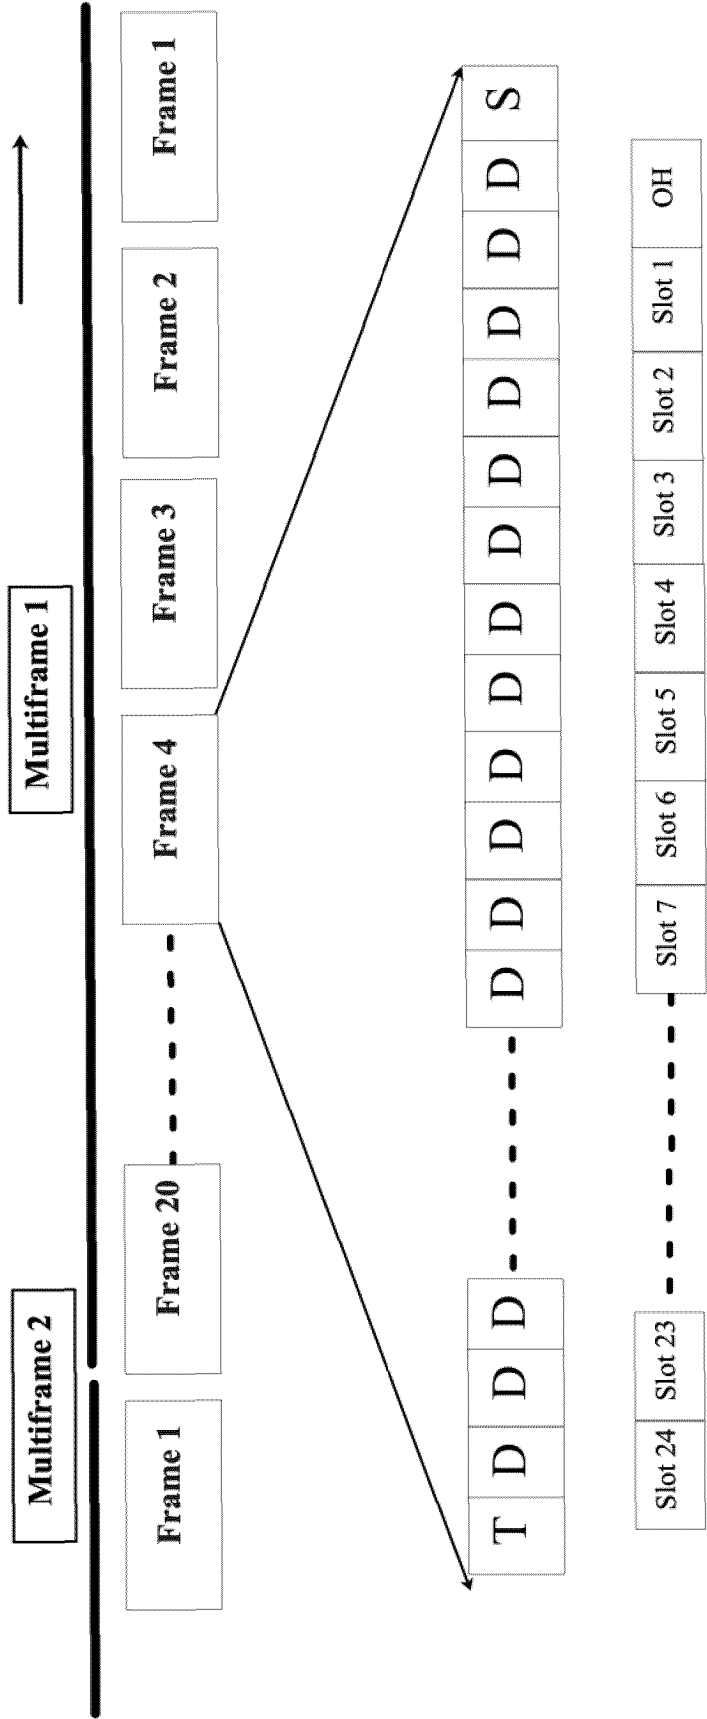 Multiframe 2 Multiframe 1
Frame 1 Frame 20 Frame 4 Frame 3 Frame 2 Frame 1
T D D D D D D D D D D D D D D D S
Slot 24 Slot 23 Slot 7 Slot 6 Slot 5 Slot 4 Slot 3 Slot 2 Slot 1 OH